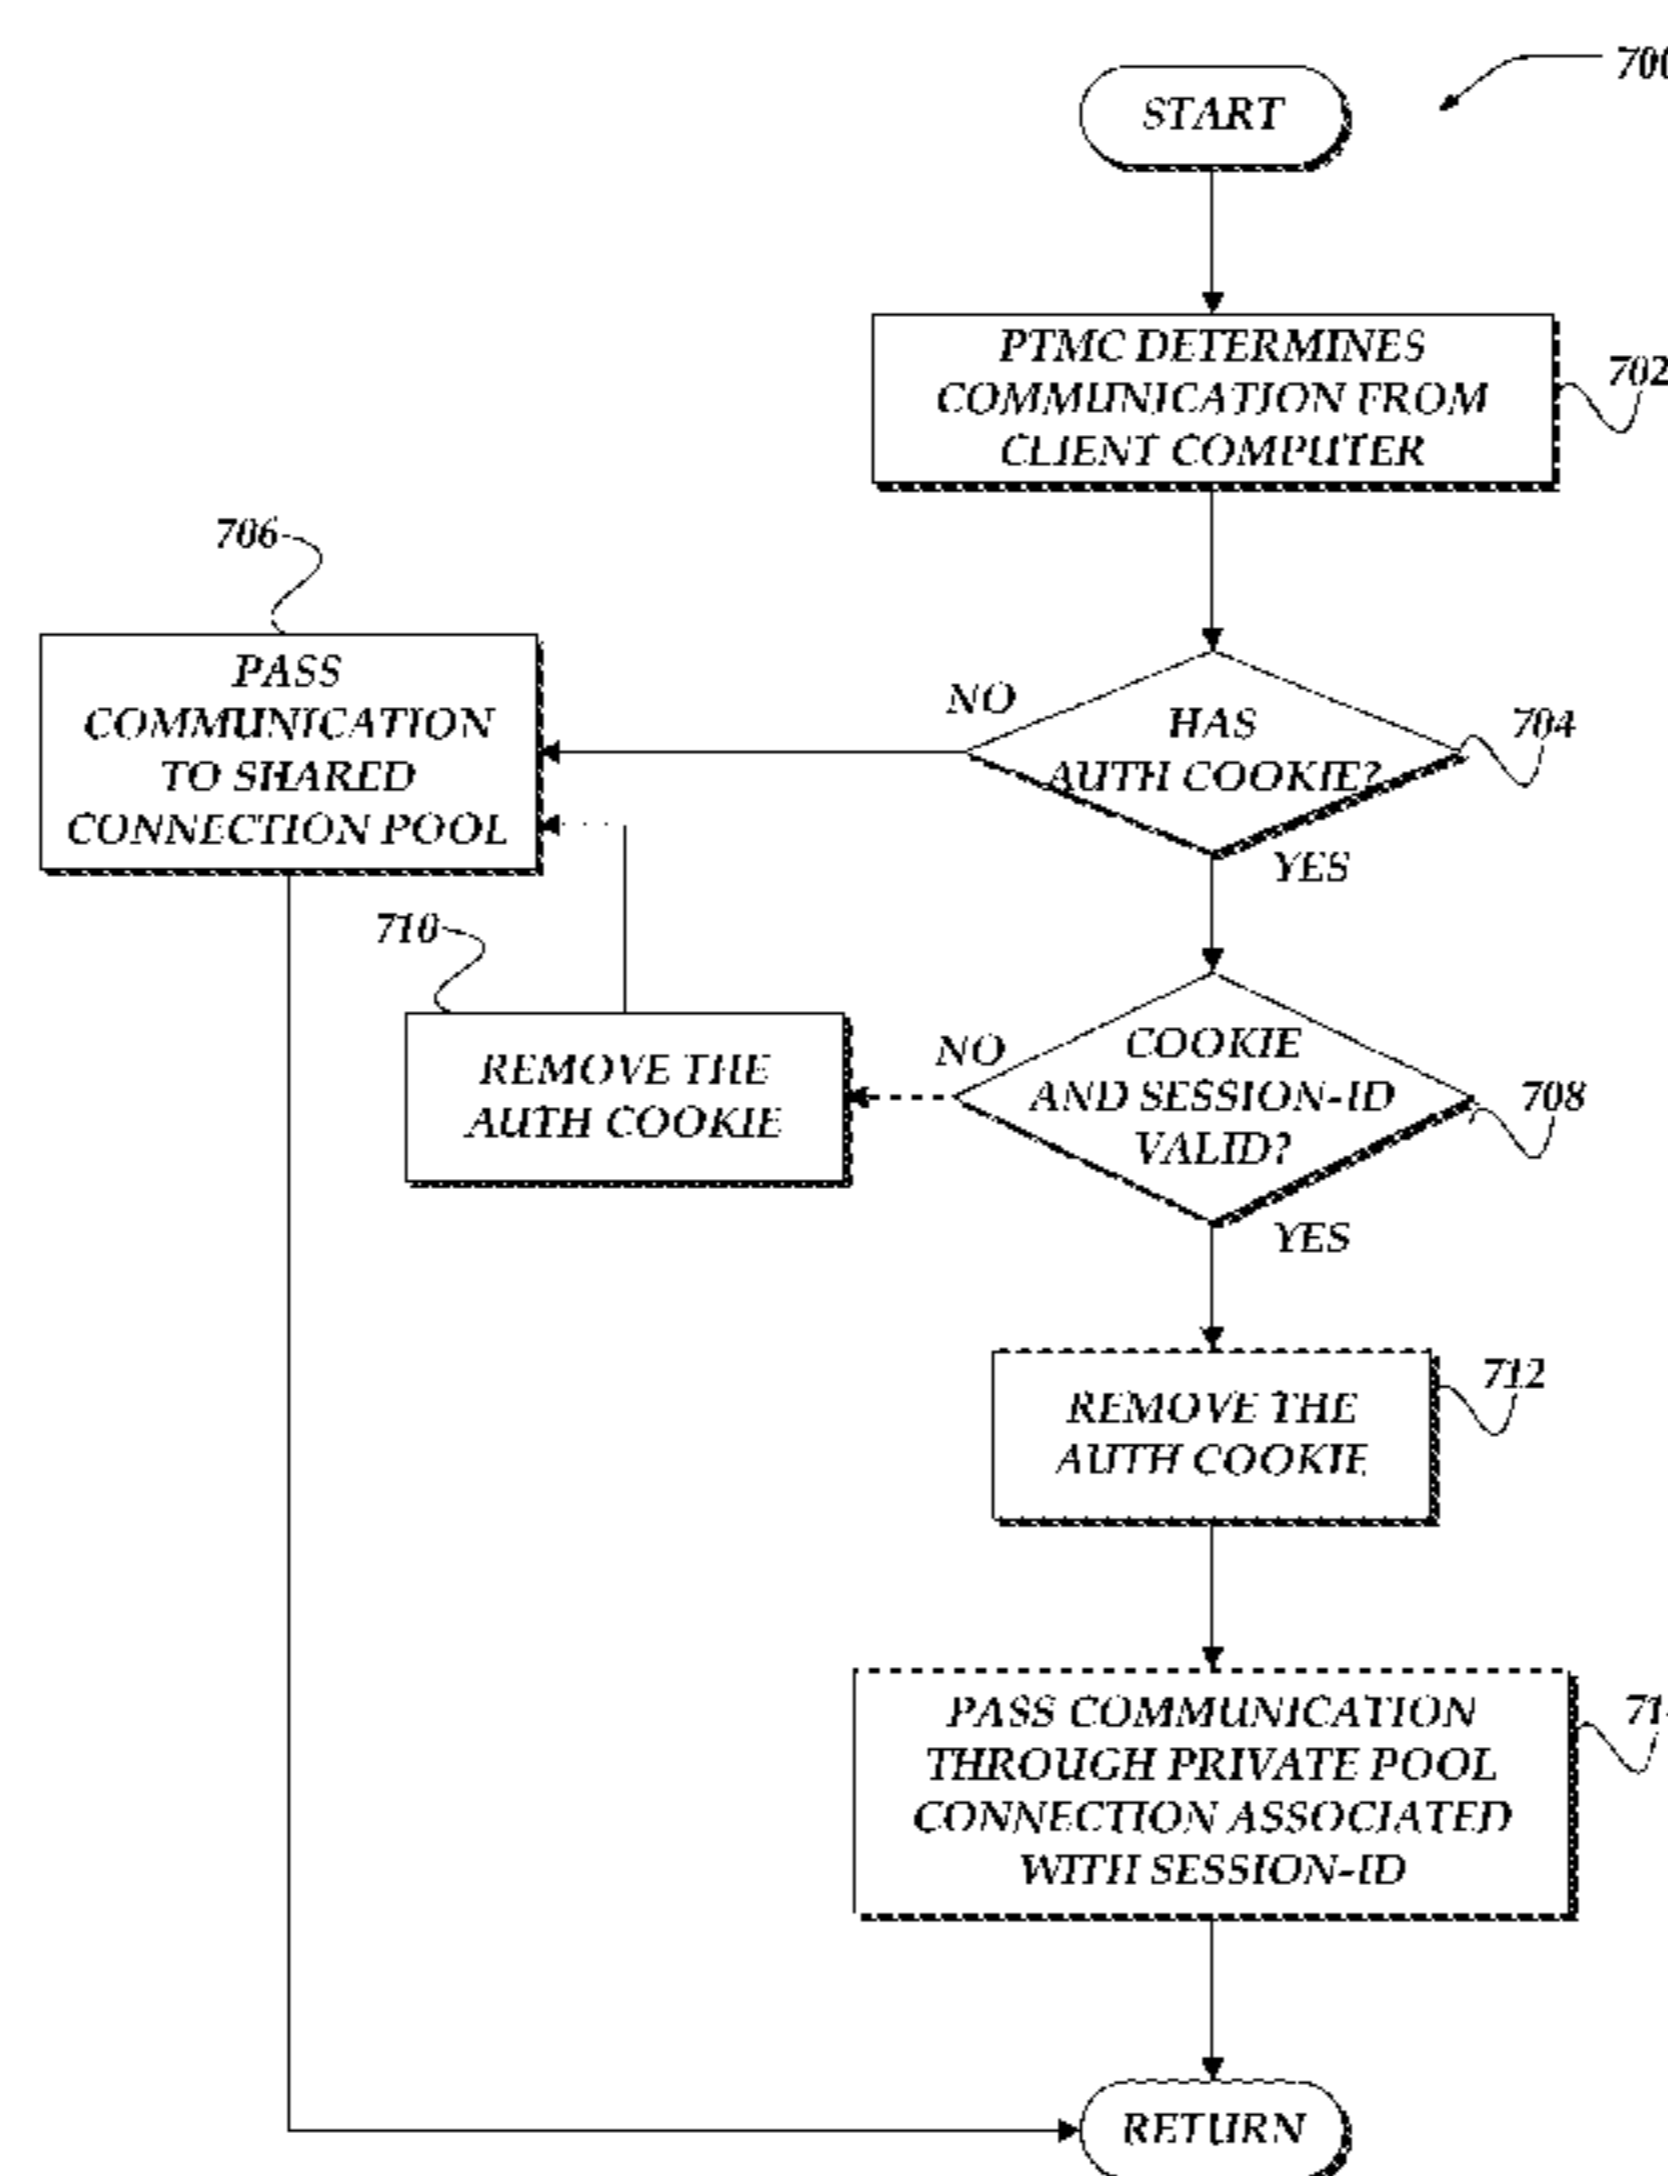 START
700
PTMC DETERMINES
COMMUNICATION FROM
CLIENT COMPUTER
702
706
PASS
COMMUNICATION
TO SHARED
CONNECTION POOL
NO
HAS
AUTH COOKIE?
704
YES
710
REMOVE THE
AUTH COOKIE
NO
COOKIE
AND SESSION-ID
VALID?
708
YES
712
REMOVE THE
AUTH COOKIE
PASS COMMUNICATION
THROUGH PRIVATE POOL
CONNECTION ASSOCIATED
WITH SESSION-ID
RETURN